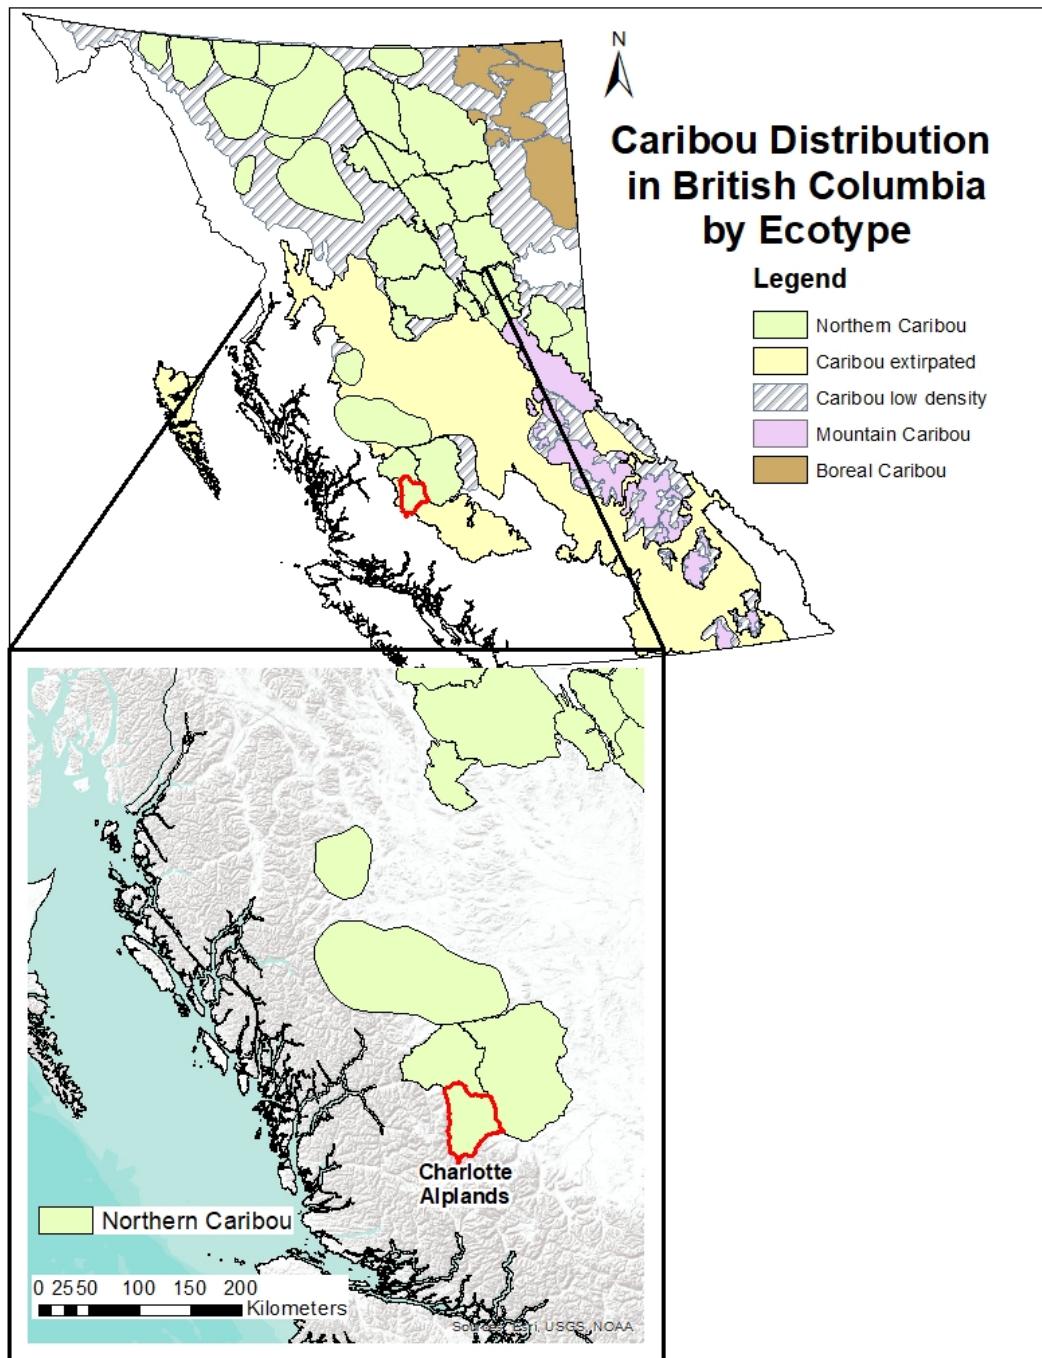 N
Caribou Distribution
in British Columbia
by Ecotype
Legend
Northern Caribou
Caribou extirpated
Caribou low density
Mountain Caribou
Boreal Caribou
Charlotte
Alplands
Northern Caribou
0 25 50 100 150 200
Kilometers
Sources: Esri, USGS, NOAA